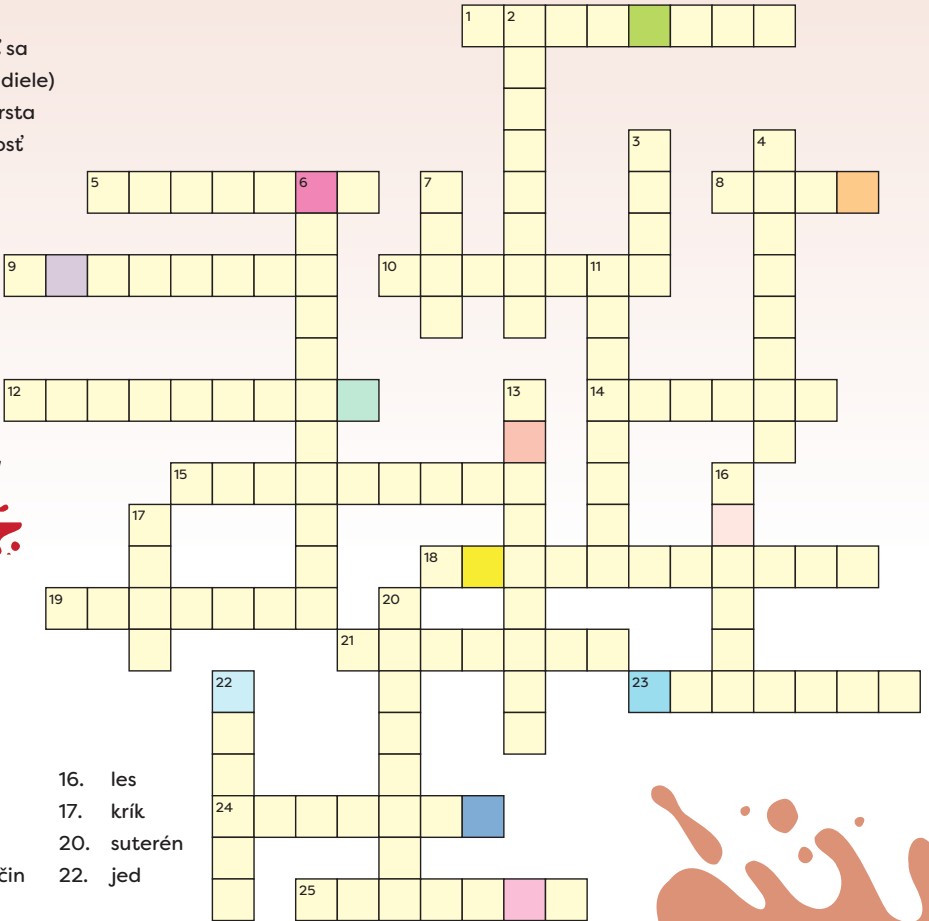 1 2
ť sa
diele)
rsta
osť
3 4
5 6 7 8
9 10 11
12 13 14
15 16
17
18
19 20
21
22 23
24
25
16. les
17. krík
20. suterén
čin 22. jed